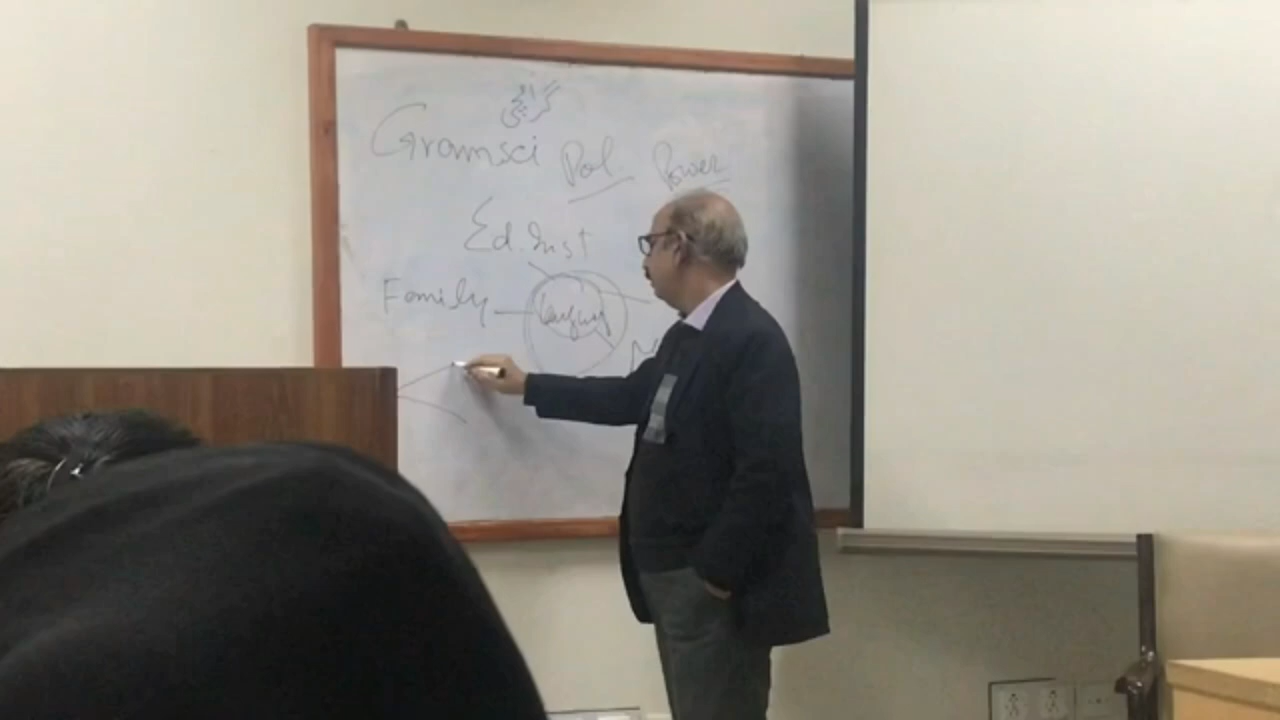 گرامچی
Gramsci Pol. Power
Ed. Inst
Family